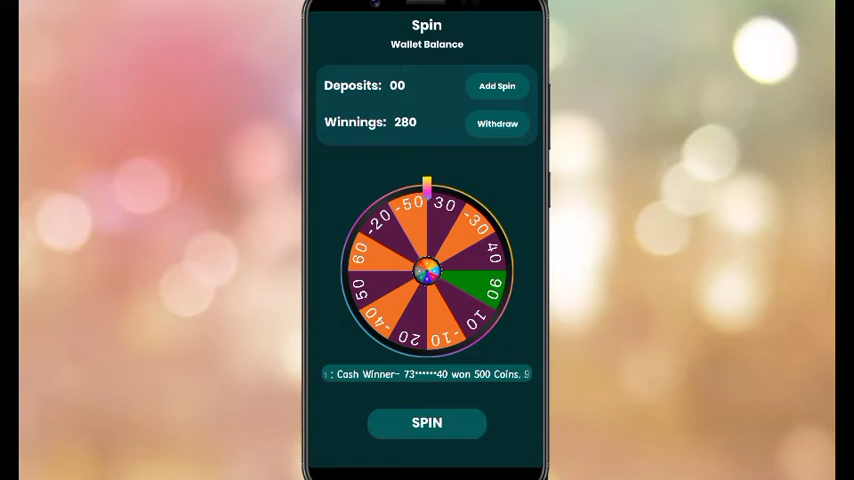 Spin
Wallet Balance
Deposits: 00
Add Spin
Winnings: 280
Withdraw
30
-30
40
90
10
-10
20
-40
50
60
-20
-50
: Cash Winner- 73******40 won 500 Coins, 9
SPIN